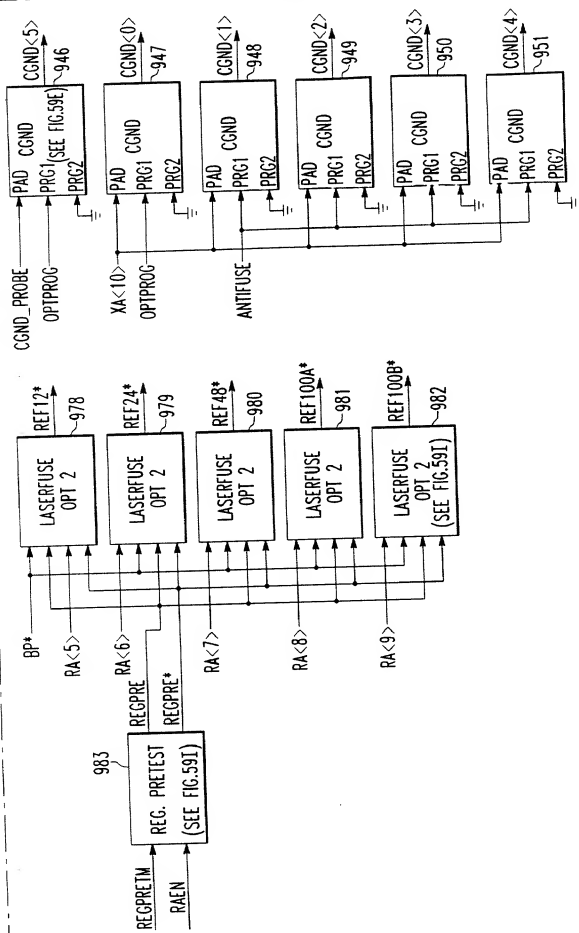 REGPRETM
RAEN
983
REG. PRETEST
(SEE FIG.59I)
REGPRE
REGPRE*
BP*
RA<5>
RA<6>
RA<7>
RA<8>
RA<9>
LASERFUSE
OPT 2
REF12*
978
LASERFUSE
OPT 2
REF24*
979
LASERFUSE
OPT 2
REF48*
980
LASERFUSE
OPT 2
REF100A*
981
LASERFUSE
OPT 2
(SEE FIG.59I)
REF100B*
982
CGND_PROBE
OPTPROG
XA<10>
OPTPROG
ANTIFUSE
PAD CGND
PRG1 (SEE FIG.59E)
PRG2
CGND<5>
946
PAD
CGND
PRG1
PRG2
CGND<0>
947
PAD
CGND
PRG1
PRG2
CGND<1>
948
PAD
CGND
PRG1
PRG2
CGND<2>
949
PAD
CGND
PRG1
PRG2
CGND<3>
950
PAD
CGND
PRG1
PRG2
CGND<4>
951